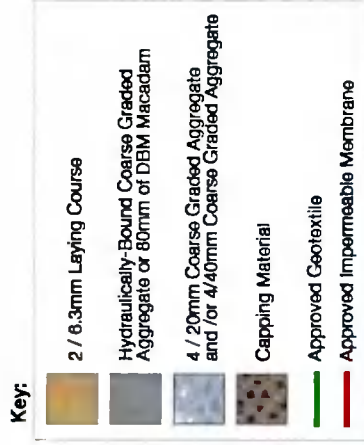 Key:
2 / 6.3mm Laying Course
Hydraulically-Bound Coarse Graded
Aggregate or 80mm of DBM Macadam
4 / 20mm Coarse Graded Aggregate
and /or 4/40mm Coarse Graded Aggregate
Capping Material
Approved Geotextile
Approved Impermeable Membrane